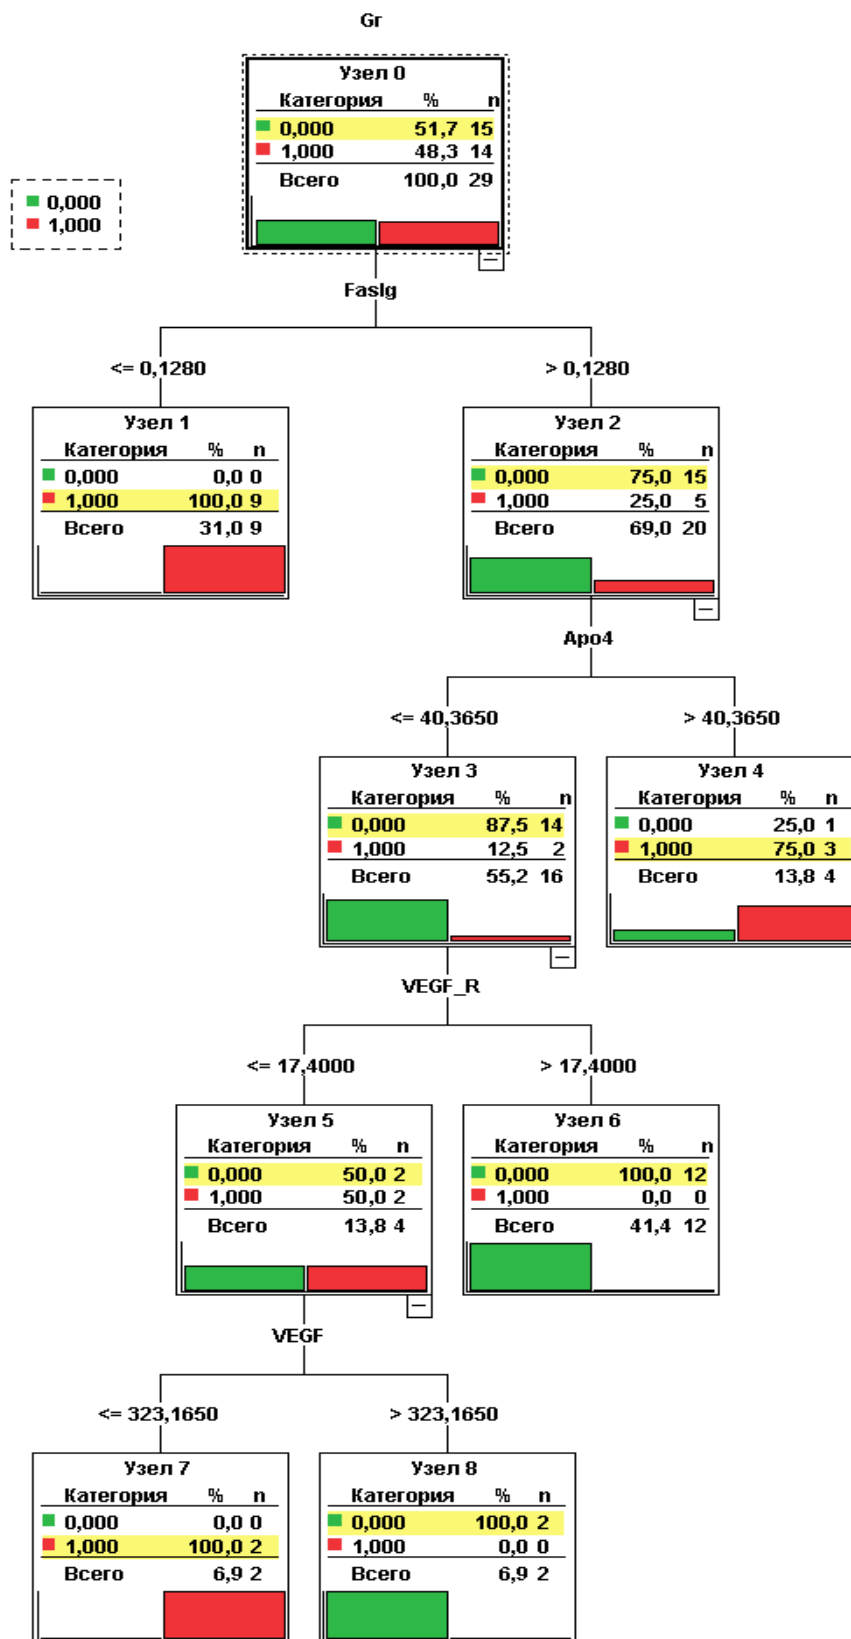 Gr
Узел 0
Категория % n
0,000 51,7 15
1,000 48,3 14
Всего 100,0 29
0,000
1,000
Faslg
<= 0,1280
> 0,1280
Узел 1
Категория % n
0,000 0,0 0
1,000 100,0 9
Всего 31,0 9
Узел 2
Категория % n
0,000 75,0 15
1,000 25,0 5
Всего 69,0 20
Apo4
<= 40,3650
> 40,3650
Узел 3
Категория % n
0,000 87,5 14
1,000 12,5 2
Всего 55,2 16
Узел 4
Категория % n
0,000 25,0 1
1,000 75,0 3
Всего 13,8 4
VEGF_R
<= 17,4000
> 17,4000
Узел 5
Категория % n
0,000 50,0 2
1,000 50,0 2
Всего 13,8 4
Узел 6
Категория % n
0,000 100,0 12
1,000 0,0 0
Всего 41,4 12
VEGF
<= 323,1650
> 323,1650
Узел 7
Категория % n
0,000 0,0 0
1,000 100,0 2
Всего 6,9 2
Узел 8
Категория % n
0,000 100,0 2
1,000 0,0 0
Всего 6,9 2